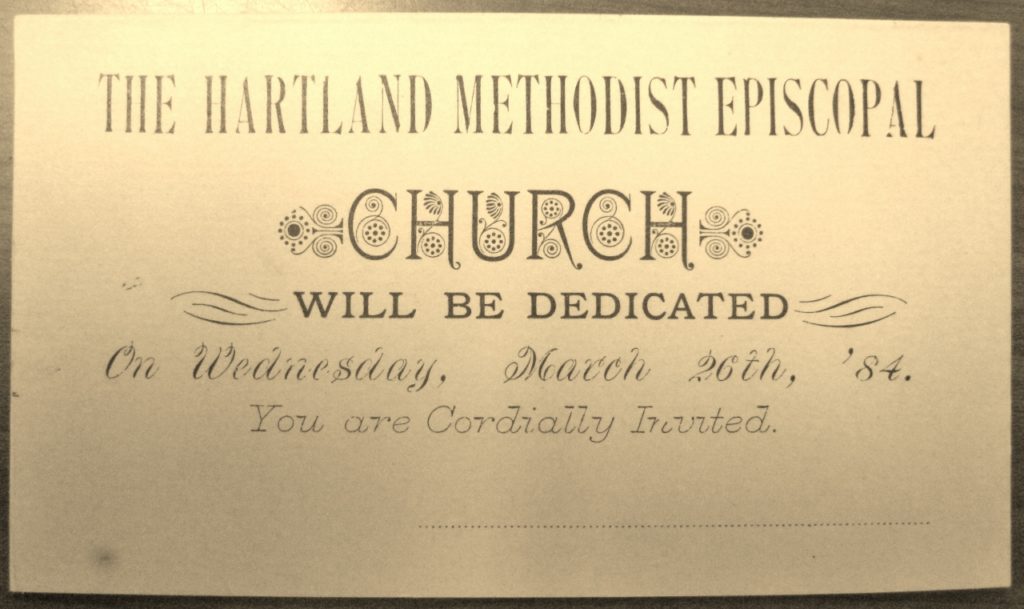 THE HARTLAND METHODIST EPISCOPAL
CHURCH
WILL BE DEDICATED
On Wednesday, March 26th, '84.
You are Cordially Invited.